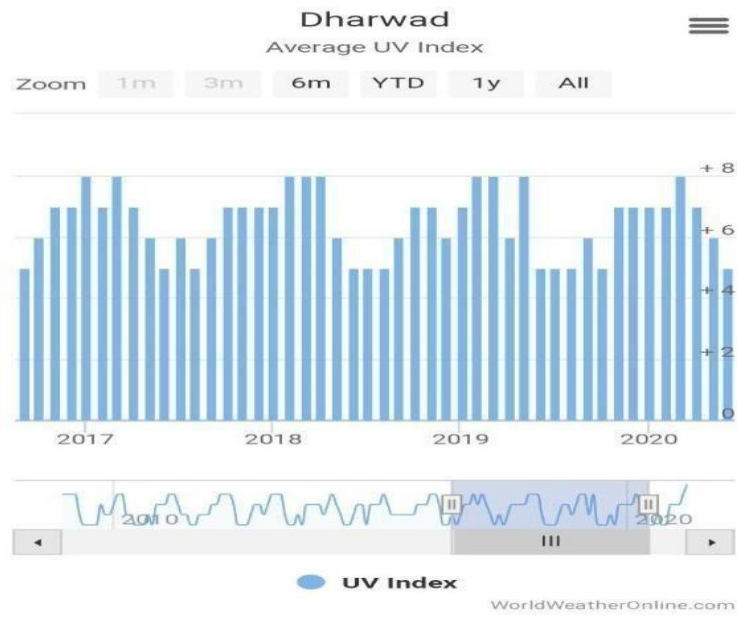 Dharwad
Average UV Index
Zoom 1m 3m 6m YTD 1y All
+ 8
+ 6
+ 4
+ 2
0
2017 2018 2019 2020
2010 2020
UV Index
WorldWeatherOnline.com